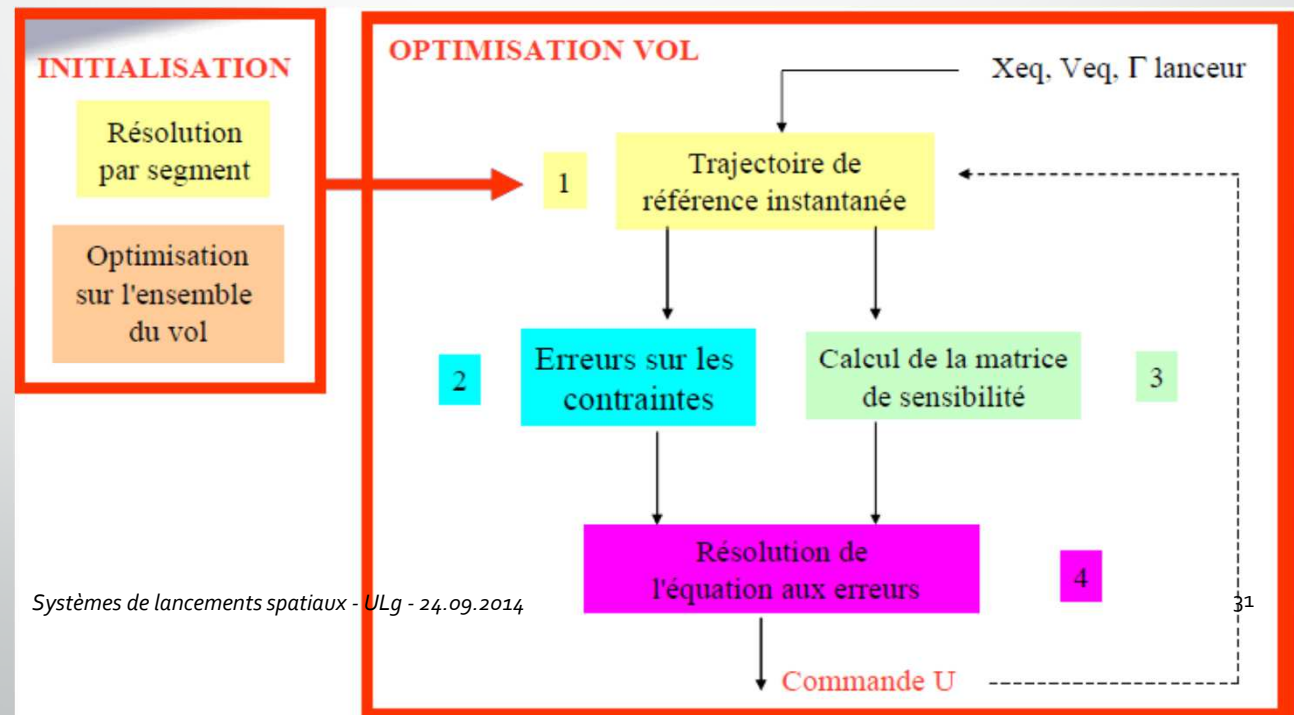 INITIALISATION
Résolution
par segment
Optimisation
sur l'ensemble
du vol
OPTIMISATION VOL
Xeq, Veq, Γ lanceur
1
Trajectoire de
référence instantanée
2
Erreurs sur les
contraintes
Calcul de la matrice
de sensibilité
3
Résolution de
l'équation aux erreurs
4
Commande U
Systèmes de lancements spatiaux - ULg - 24.09.2014
31